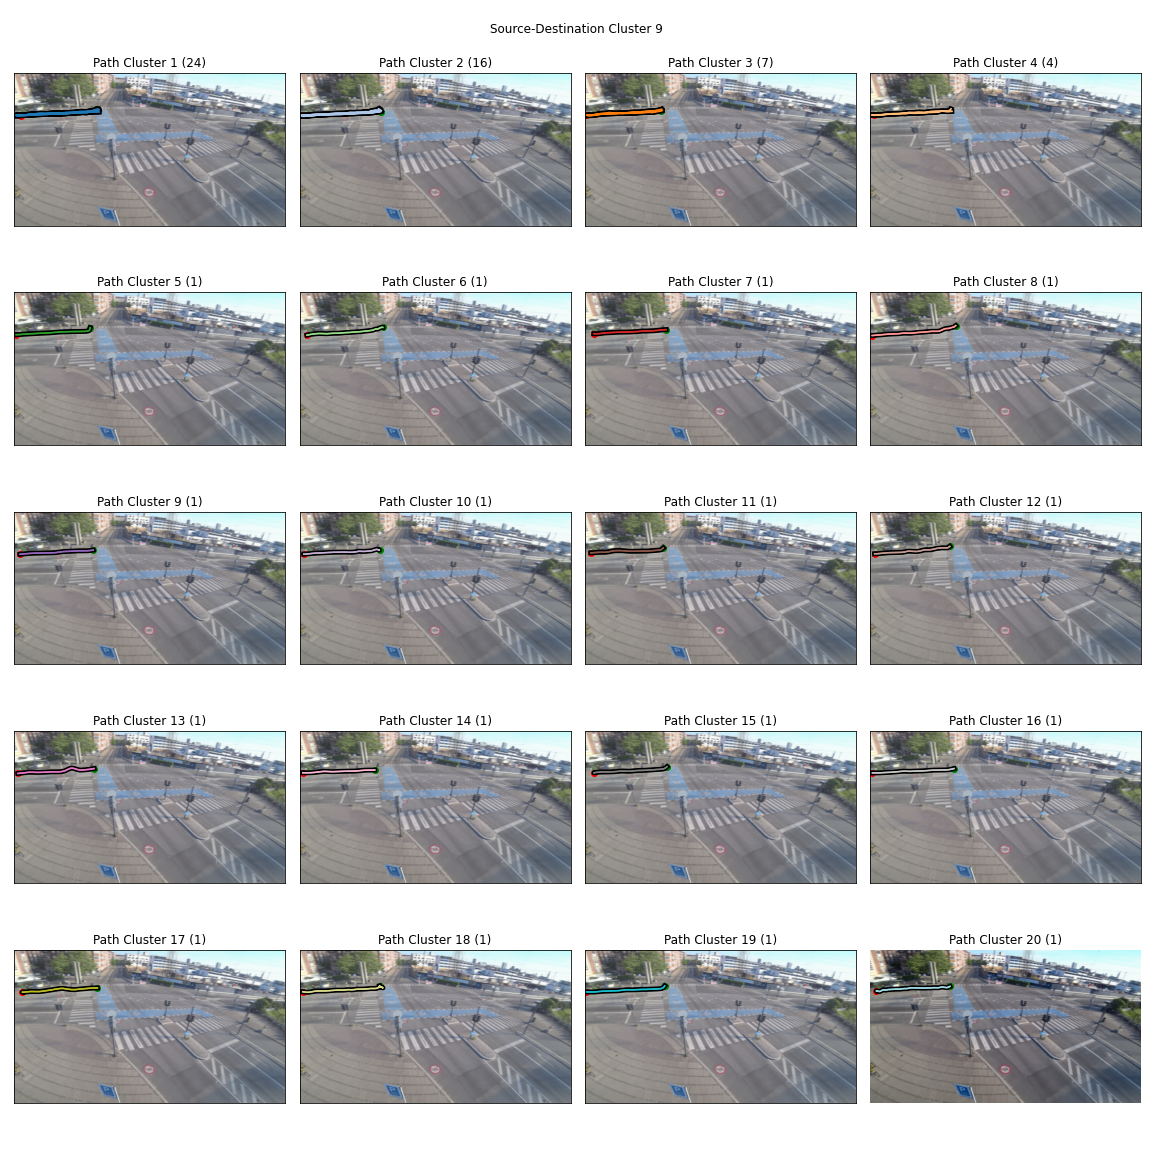 Source-Destination Cluster 9
Path Cluster 1 (24)
Path Cluster 2 (16)
Path Cluster 3 (7)
Path Cluster 4 (4)
Path Cluster 5 (1)
Path Cluster 6 (1)
Path Cluster 7 (1)
Path Cluster 8 (1)
Path Cluster 9 (1)
Path Cluster 10 (1)
Path Cluster 11 (1)
Path Cluster 12 (1)
Path Cluster 13 (1)
Path Cluster 14 (1)
Path Cluster 15 (1)
Path Cluster 16 (1)
Path Cluster 17 (1)
Path Cluster 18 (1)
Path Cluster 19 (1)
Path Cluster 20 (1)